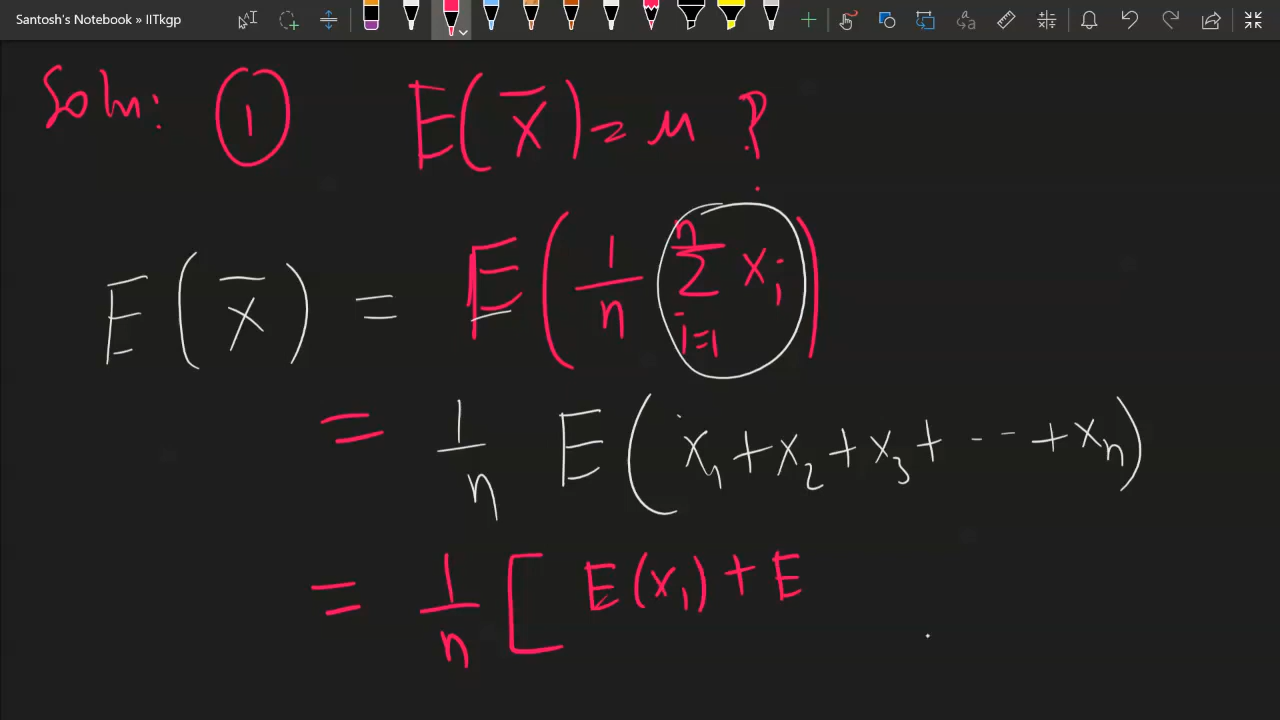 Santosh's Notebook » IITkgp
Soln: ① E(X̄) = μ ?
E(X̄) = E(1/n ∑_{i=1}^{n} Xi)
= 1/n E(X1 + X2 + X3 + ---- + Xn)
= 1/n [ E(X1) + E